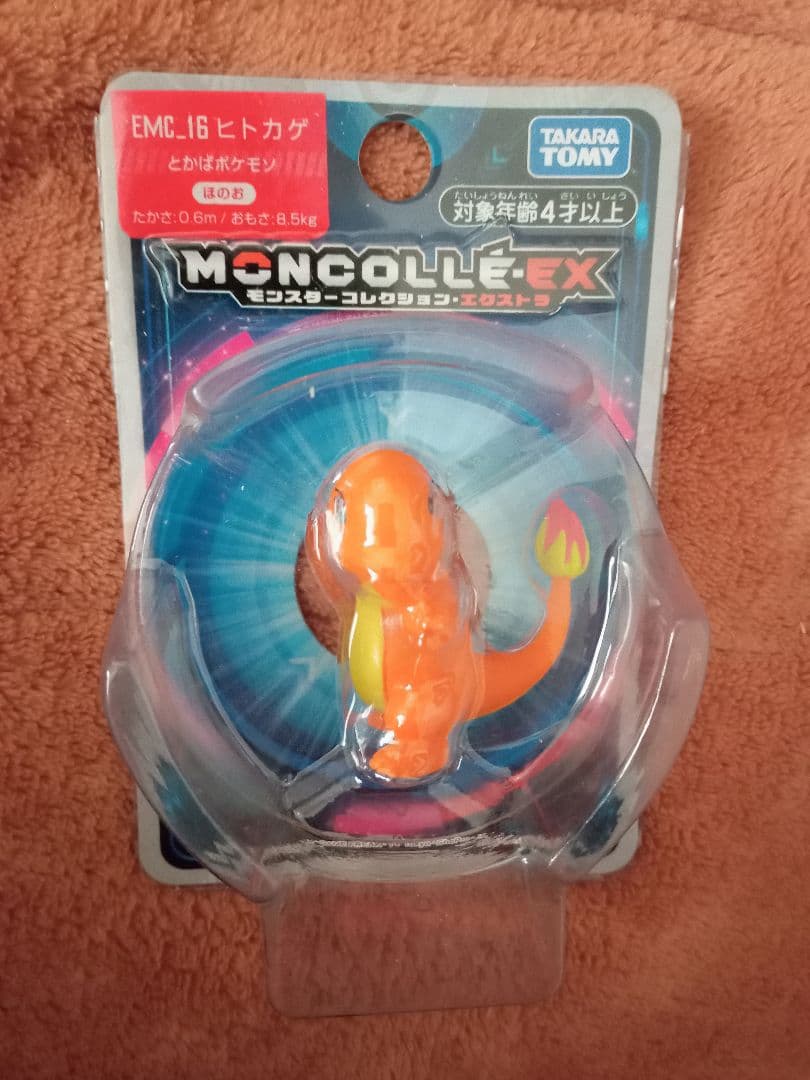 EMC_16 ヒトカゲ
とかげポケモン
ほのお
たかさ:0.6m / おもさ:8.5kg
TAKARA
TOMY
たいしょうねんれい さい いじょう
対象年齢4才以上
MONCOLLÉ-EX
モンスターコレクション・エクストラ